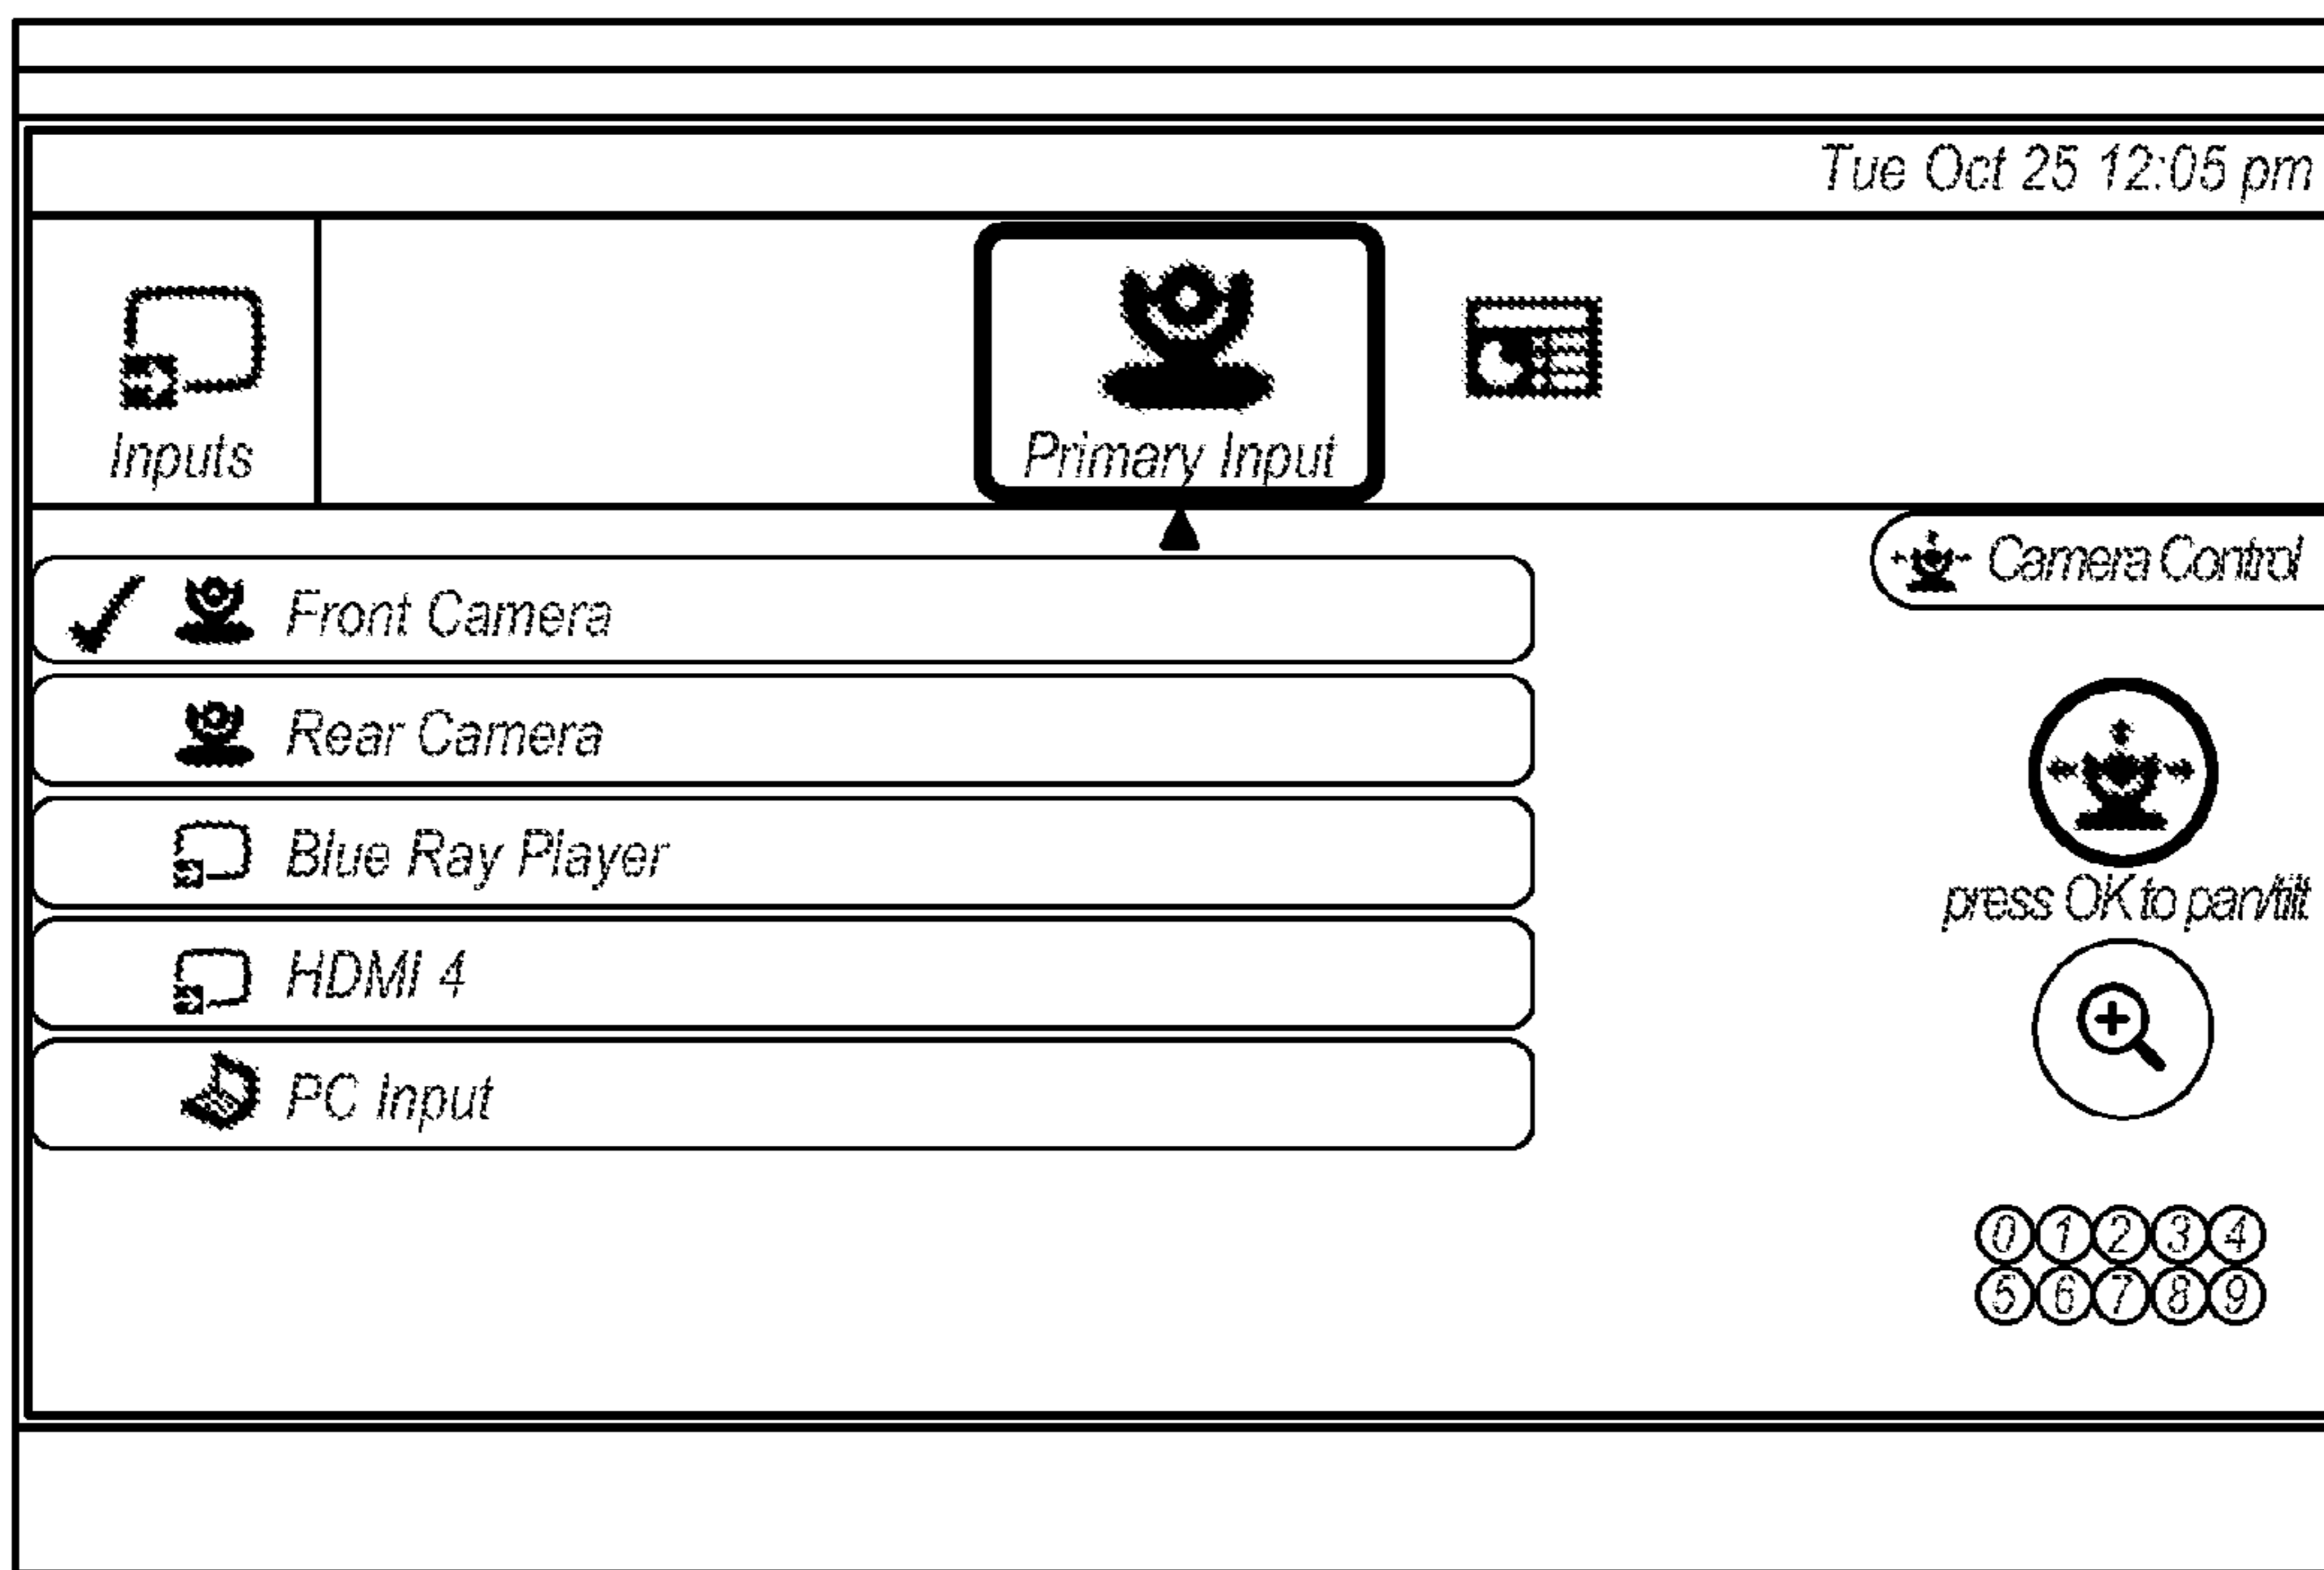 Tue Oct 25 12:05 pm
Inputs
Primary Input
Camera Control
Front Camera
Rear Camera
Blue Ray Player
press OK to pan/tilt
HDMI 4
PC Input
0 1 2 3 4
5 6 7 8 9